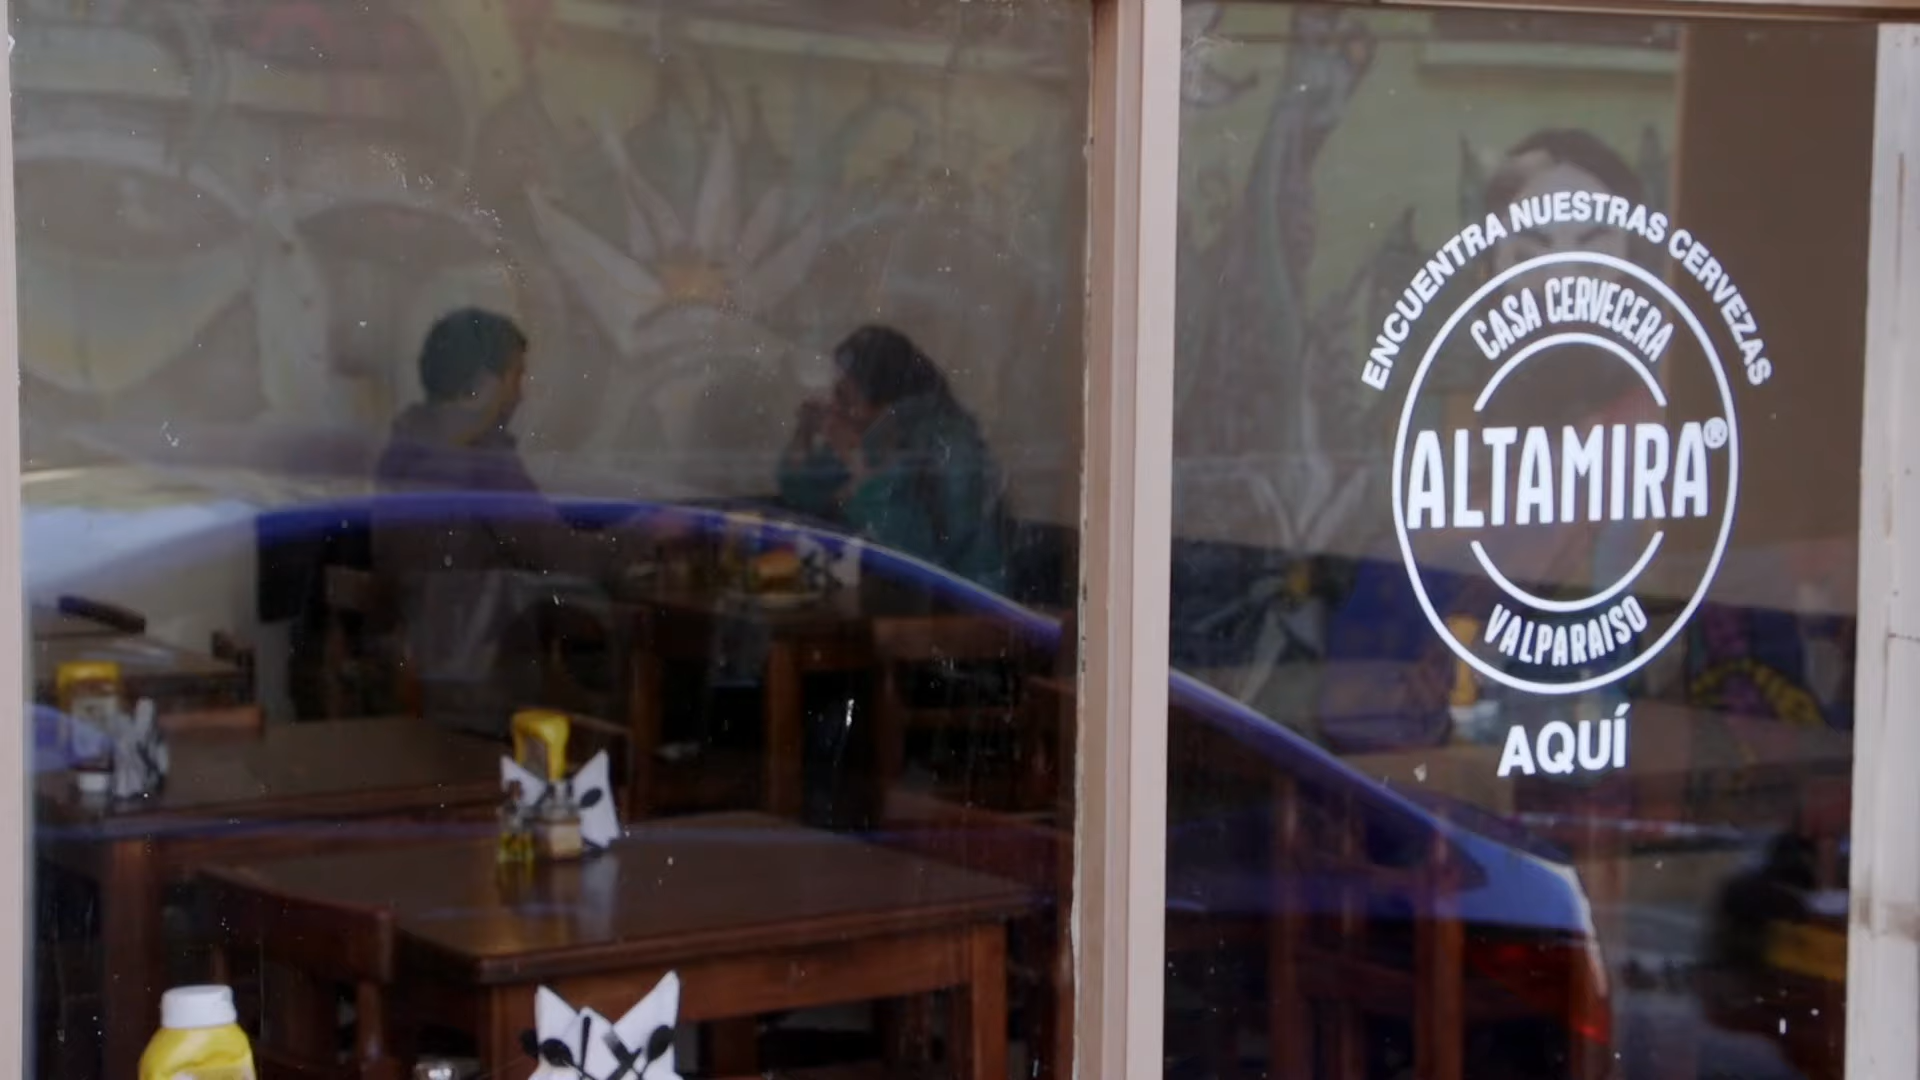 ENCUENTRA NUESTRAS CERVEZAS
CASA CERVECERA
ALTAMIRA®
VALPARAISO
AQUÍ